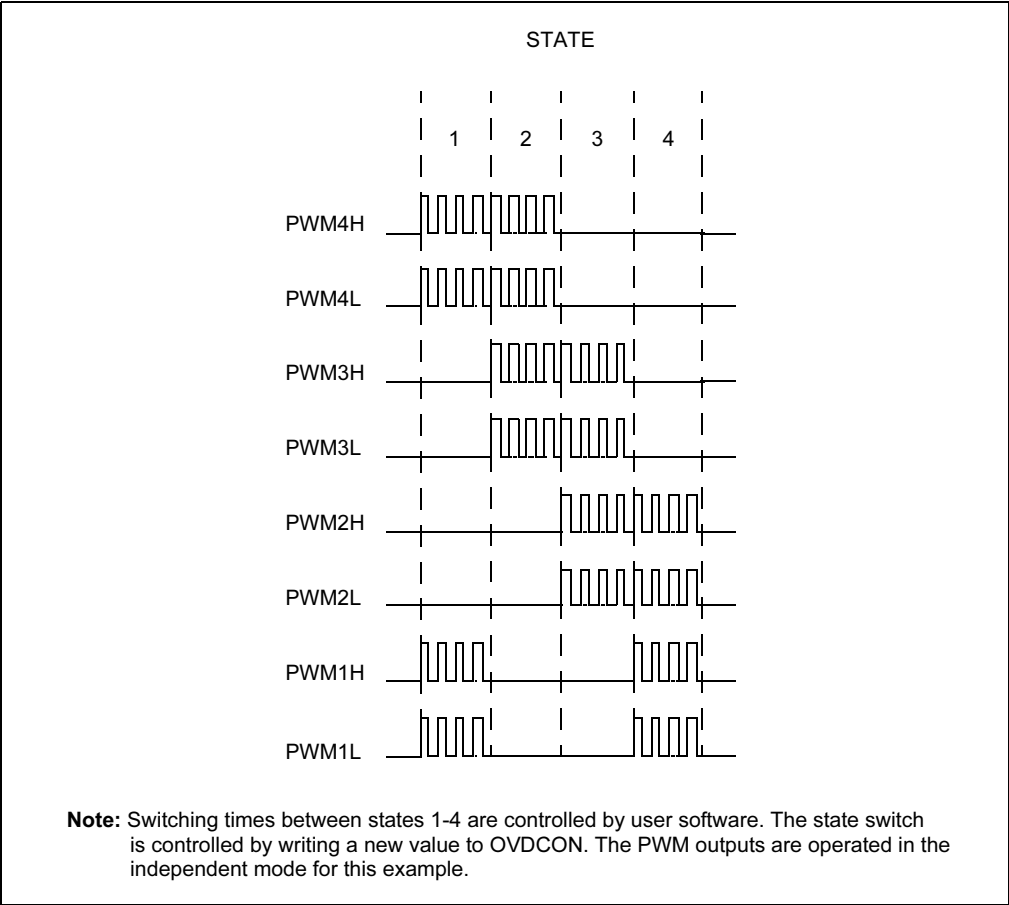 STATE
1 2 3 4
PWM4H
PWM4L
PWM3H
PWM3L
PWM2H
PWM2L
PWM1H
PWM1L
Note: Switching times between states 1-4 are controlled by user software. The state switch
is controlled by writing a new value to OVDCON. The PWM outputs are operated in the
independent mode for this example.